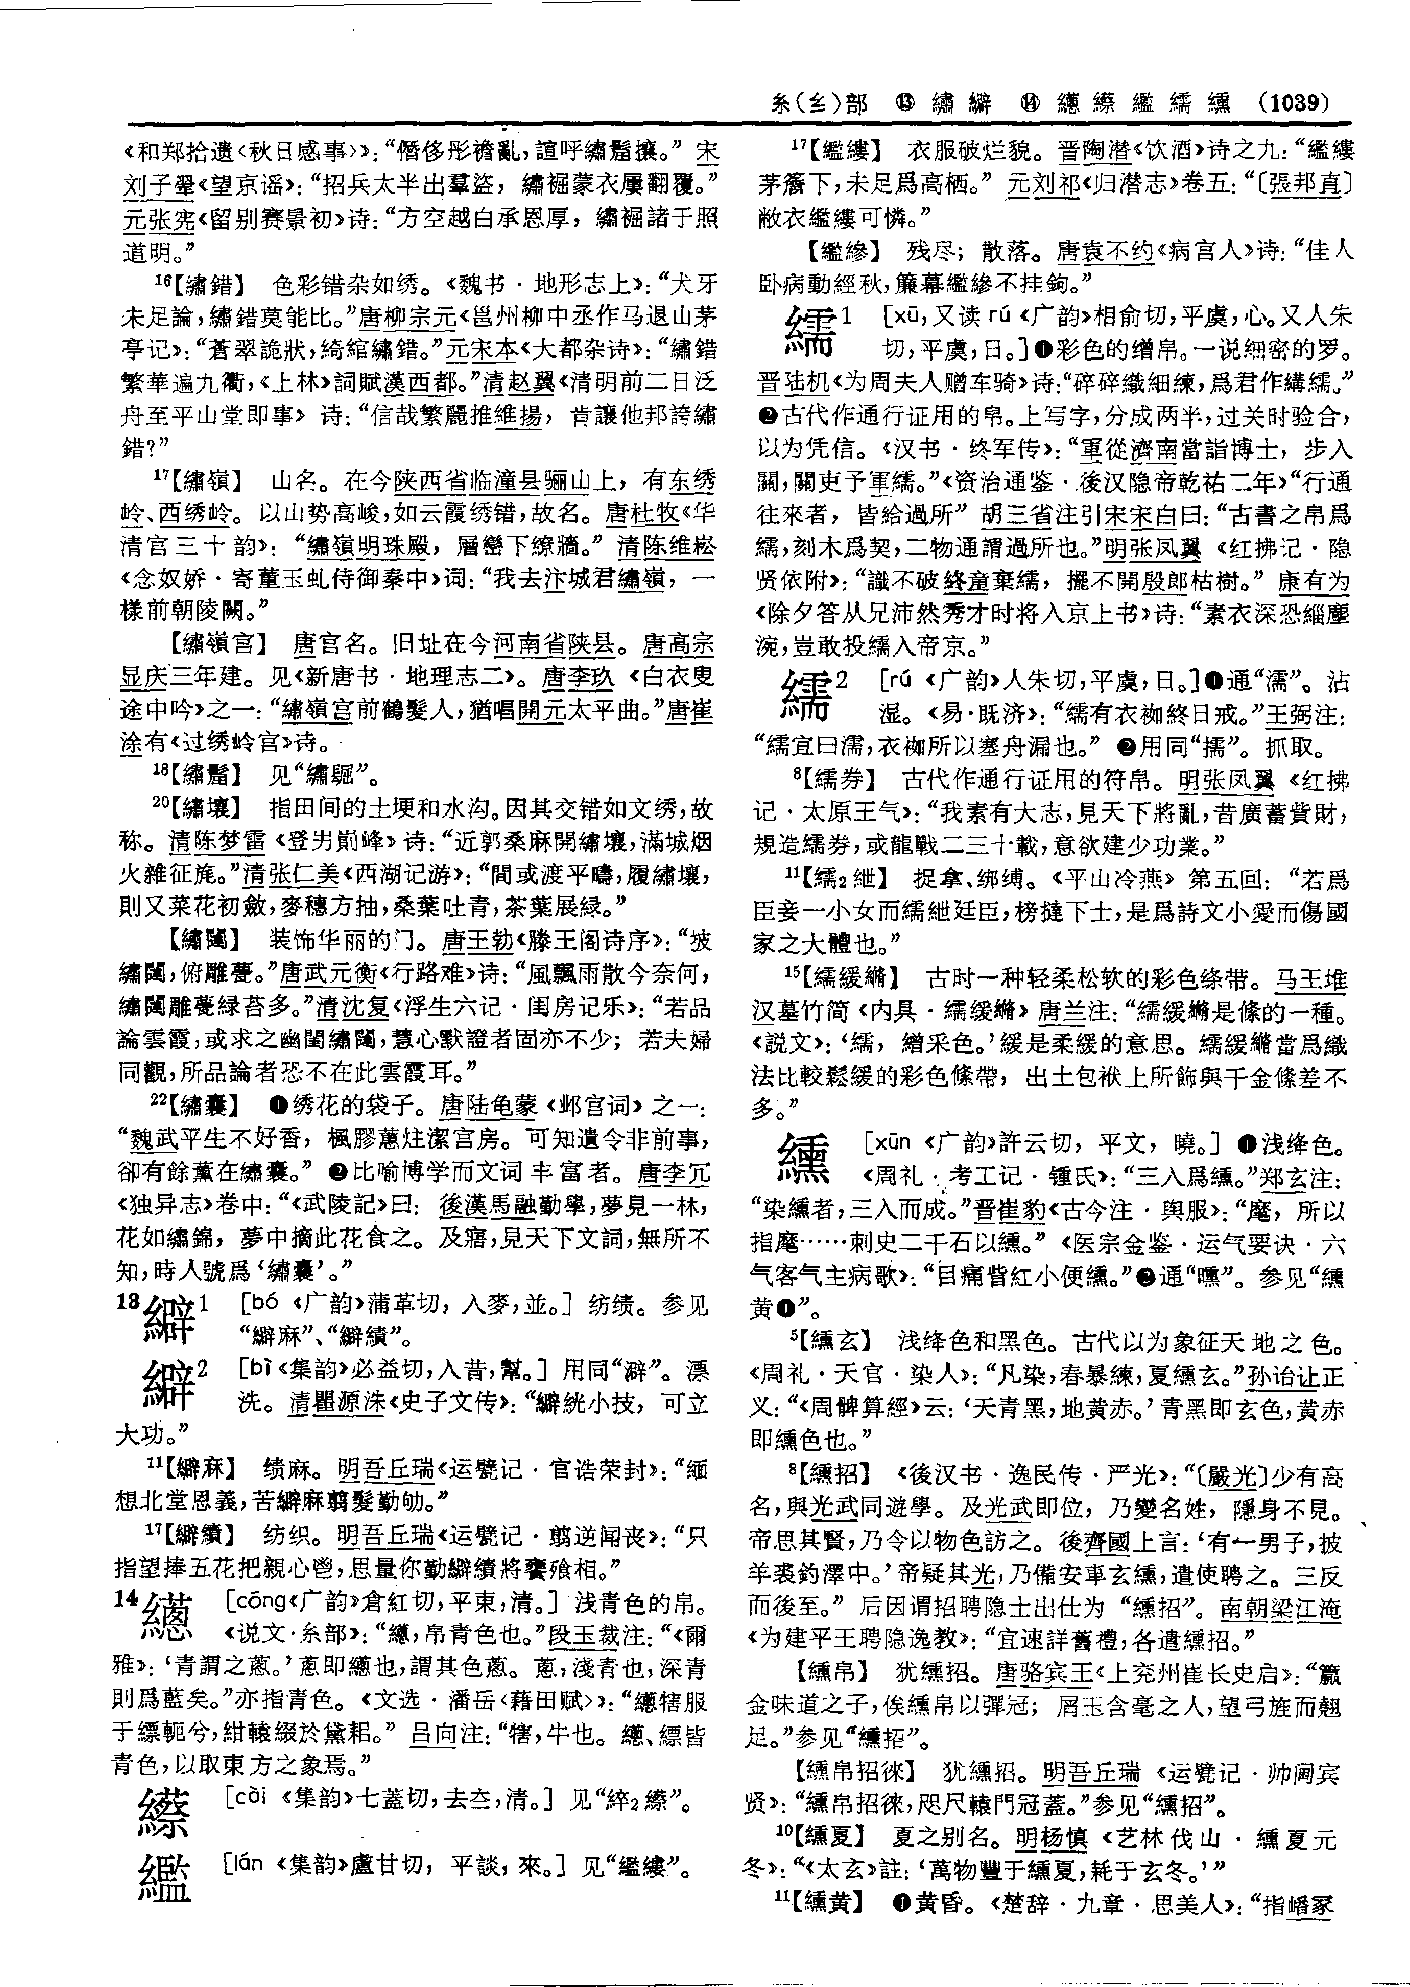 糸(纟)部 ⓭ 繡 繴 ⓮ 繱 縩 繿 繻 纁 (1039)
《和郑拾遗〈秋日感事〉》:“僭侈彤襜亂,諠呼繡𩯭攘。”宋
刘子翚《望京谣》:“招兵太半出羣盜,繡裾蒙衣屢翻覆。”
元张宪《留别赛景初》诗:“方空越白承恩厚,繡裾諸于照
道明。”
16【繡錯】 色彩错杂如绣。《魏书·地形志上》:“犬牙
未足論,繡錯莫能比。”唐柳宗元《邕州柳中丞作马退山茅
亭记》:“蒼翠詭狀,綺綰繡錯。”元宋本《大都杂诗》:“繡錯
繁華遍九衢,《上林》詞賦漢西都。”清赵翼《清明前二日泛
舟至平山堂即事》诗:“信哉繁麗推維揚,肯讓他邦誇繡
錯?”
17【繡嶺】 山名。在今陕西省临潼县骊山上,有东绣
岭、西绣岭。以山势高峻,如云霞绣错,故名。唐杜牧《华
清宫三十韵》:“繡嶺明珠殿,層巒下繚牆。”清陈维崧
《念奴娇·寄董玉虬侍御秦中》词:“我去汴城君繡嶺,一
樣前朝陵闕。”
【繡嶺宫】 唐宫名。旧址在今河南省陕县。唐高宗
显庆三年建。见《新唐书·地理志二》。唐李玖《白衣叟
途中吟》之一:“繡嶺宫前鶴髮人,猶唱開元太平曲。”唐崔
涂有《过绣岭宫》诗。
18【繡𩯭】 见“繡𧝬”。
20【繡壤】 指田间的土埂和水沟。因其交错如文绣,故
称。清陈梦雷《登男巅峰》诗:“近郭桑麻開繡壤,滿城烟
火雜征旄。”清张仁美《西湖记游》:“間或渡平疇,履繡壤,
則又菜花初斂,麥穗方抽,桑葉吐青,茶葉展緑。”
【繡闥】 装饰华丽的门。唐王勃《滕王阁诗序》:“披
繡闥,俯雕甍。”唐武元衡《行路难》诗:“風飄雨散今奈何,
繡闥雕甍緑苔多。”清沈复《浮生六记·闺房记乐》:“若品
論雲霞,或求之幽閨繡闥,慧心默證者固亦不少;若夫婦
同觀,所品論者恐不在此雲霞耳。”
22【繡囊】 ❶绣花的袋子。唐陆龟蒙《邺宫词》之一:
“魏武平生不好香,楓膠蕙炷潔宫房。可知遺令非前事,
卻有餘薰在繡囊。” ❷比喻博学而文词丰富者。唐李冗
《独异志》卷中:“《武陵記》曰:後漢馬融勤學,夢見一林,
花如繡錦,夢中摘此花食之。及寤,見天下文詞,無所不
知,時人號爲‘繡囊’。”
13 繴1 [bó 《广韵》蒲革切,入麥,並。] 纺绩。参见
“繴麻”、“繴績”。
繴2 [bì《集韵》必益切,入昔,幫。] 用同“澼”。漂
洗。清瞿源洙《史子文传》:“繴絖小技,可立
大功。”
11【繴麻】 绩麻。明吾丘瑞《运甓记·官诰荣封》:“緬
想北堂恩義,苦繴麻翦髮勤劬。”
17【繴績】 纺织。明吾丘瑞《运甓记·翦逆闻丧》:“只
指望捧五花把親心慰,思量你勤繴績將饔飧相。”
14 繱 [cōng《广韵》倉紅切,平東,清。] 浅青色的帛。
《说文·糸部》:“繱,帛青色也。”段玉裁注:“《爾
雅》:‘青謂之蔥。’蔥即繱也,謂其色蔥。蔥,淺青也,深青
則爲藍矣。”亦指青色。《文选·潘岳〈藉田赋〉》:“繱犗服
于縹軛兮,紺轅綴於黛耜。”吕向注:“犗,牛也。繱、縹皆
青色,以取東方之象焉。”
縩 [cài 《集韵》七蓋切,去夳,清。] 见“綷2縩”。
繿 [lán 《集韵》盧甘切,平談,來。] 见“繿縷”。
17【繿縷】 衣服破烂貌。晋陶潜《饮酒》诗之九:“繿縷
茅簷下,未足爲高栖。”元刘祁《归潜志》卷五:“〔張邦直〕
敝衣繿縷可憐。”
【繿縿】 残尽;散落。唐袁不约《病宫人》诗:“佳人
卧病動經秋,簾幕繿縿不挂鉤。”
繻1 [xū,又读rú《广韵》相俞切,平虞,心。又人朱
切,平虞,日。]❶彩色的缯帛。一说细密的罗。
晋陆机《为周夫人赠车骑》诗:“碎碎織細練,爲君作繻。”
❷古代作通行证用的帛。上写字,分成两半,过关时验合,
以为凭信。《汉书·终军传》:“軍從濟南當詣博士,步入
關,關吏予軍繻。”《资治通鉴·後汉隐帝乾祐二年》“行通
往來者,皆給過所”胡三省注引宋宋白曰:“古書之帛爲
繻,刻木爲契,二物通謂過所也。”明张凤翼《红拂记·隐
贤依附》:“識不破終童棄繻,擺不開殷郎枯樹。”康有为
《除夕答从兄沛然秀才时将入京上书》诗:“素衣深恐緇塵
涴,豈敢投繻入帝京。”
繻2 [rú 《广韵》人朱切,平虞,日。]❶通“濡”。沾
湿。《易·既济》:“繻有衣袽終日戒。”王弼注:
“繻宜曰濡,衣袽所以塞舟漏也。” ❷用同“擩”。抓取。
8【繻券】 古代作通行证用的符帛。明张凤翼《红拂
记·太原王气》:“我素有大志,見天下將亂,昔廣蓄貲財,
規造繻券,或龍戰二三十載,意欲建少功業。”
11【繻2紲】 捉拿、绑缚。《平山冷燕》第五回:“若爲
臣妾一小女而繻紲廷臣,榜撻下士,是爲詩文小愛而傷國
家之大體也。”
15【繻緩縧】 古时一种轻柔松软的彩色绦带。马王堆
汉墓竹简《内具·繻缓縧》唐兰注:“繻缓縧是絛的一種。
《説文》:‘繻,繒采色。’緩是柔緩的意思。繻緩縧當爲織
法比較鬆緩的彩色絛帶,出土包袱上所飾與千金絛差不
多。”
纁 [xūn 《广韵》許云切,平文,曉。] ❶浅绛色。
《周礼·考工记·锺氏》:“三入爲纁。”郑玄注:
“染纁者,三入而成。”晋崔豹《古今注·舆服》:“麾,所以
指麾……刺史二千石以纁。”《医宗金鉴·运气要诀·六
气客气主病歌》:“目痛眥紅小便纁。”❷通“曛”。参见“纁
黄❶”。
5【纁玄】 浅绛色和黑色。古代以为象征天地之色。
《周礼·天官·染人》:“凡染,春暴練,夏纁玄。”孙诒让正
义:“《周髀算經》云:‘天青黑,地黄赤。’青黑即玄色,黄赤
即纁色也。”
8【纁招】 《後汉书·逸民传·严光》:“〔嚴光〕少有高
名,與光武同遊學。及光武即位,乃變名姓,隱身不見。
帝思其賢,乃令以物色訪之。後齊國上言:‘有一男子,披
羊裘釣澤中。’帝疑其光,乃備安車玄纁,遣使聘之。三反
而後至。”后因谓招聘隐士出仕为“纁招”。南朝梁江淹
《为建平王聘隐逸教》:“宜速詳舊禮,各遣纁招。”
【纁帛】 犹纁招。唐骆宾王《上兖州崔长史启》:“籯
金味道之子,俟纁帛以彈冠;屑玉含毫之人,望弓旌而翹
足。”参见“纁招”。
【纁帛招徠】 犹纁招。明吾丘瑞《运甓记·帅阃宾
贤》:“纁帛招徠,咫尺轅門冠蓋。”参见“纁招”。
10【纁夏】 夏之别名。明杨慎《艺林伐山·纁夏元
冬》:“《太玄》註:‘萬物豐于纁夏,耗于玄冬。’”
11【纁黄】 ❶黄昏。《楚辞·九章·思美人》:“指嶓冢